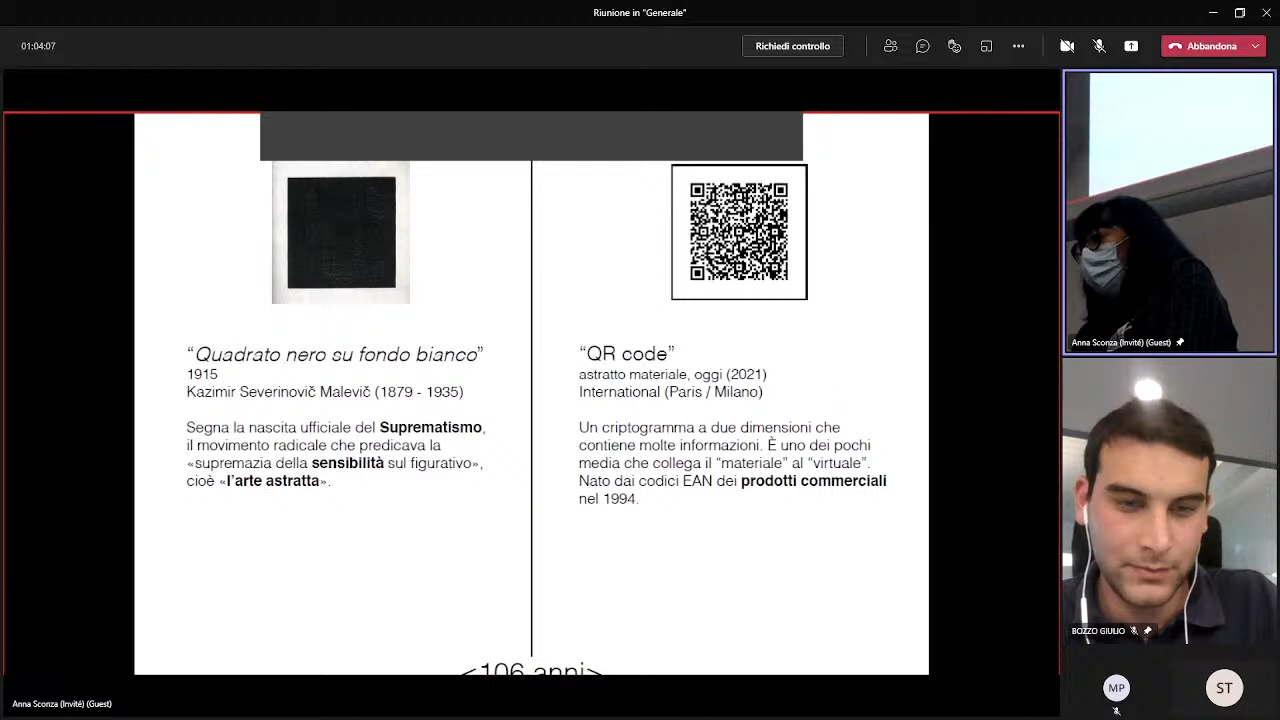 Riunione in "Generale"
01:04:07
Richiedi controllo
Abbandona
"Quadrato nero su fondo bianco"
1915
Kazimir Severinovič Malevič (1879 - 1935)
Segna la nascita ufficiale del Suprematismo,
il movimento radicale che predicava la
«supremazia della sensibilità sul figurativo»,
cioè «l'arte astratta».
"QR code"
astratto materiale, oggi (2021)
International (Paris / Milano)
Un criptogramma a due dimensioni che
contiene molte informazioni. È uno dei pochi
media che collega il "materiale" al "virtuale".
Nato dai codici EAN dei prodotti commerciali
nel 1994.
<106 anni>
Anna Sconza (Invité) (Guest)
Anna Sconza (Invité) (Guest)
BOZZO GIULIO
MP
ST